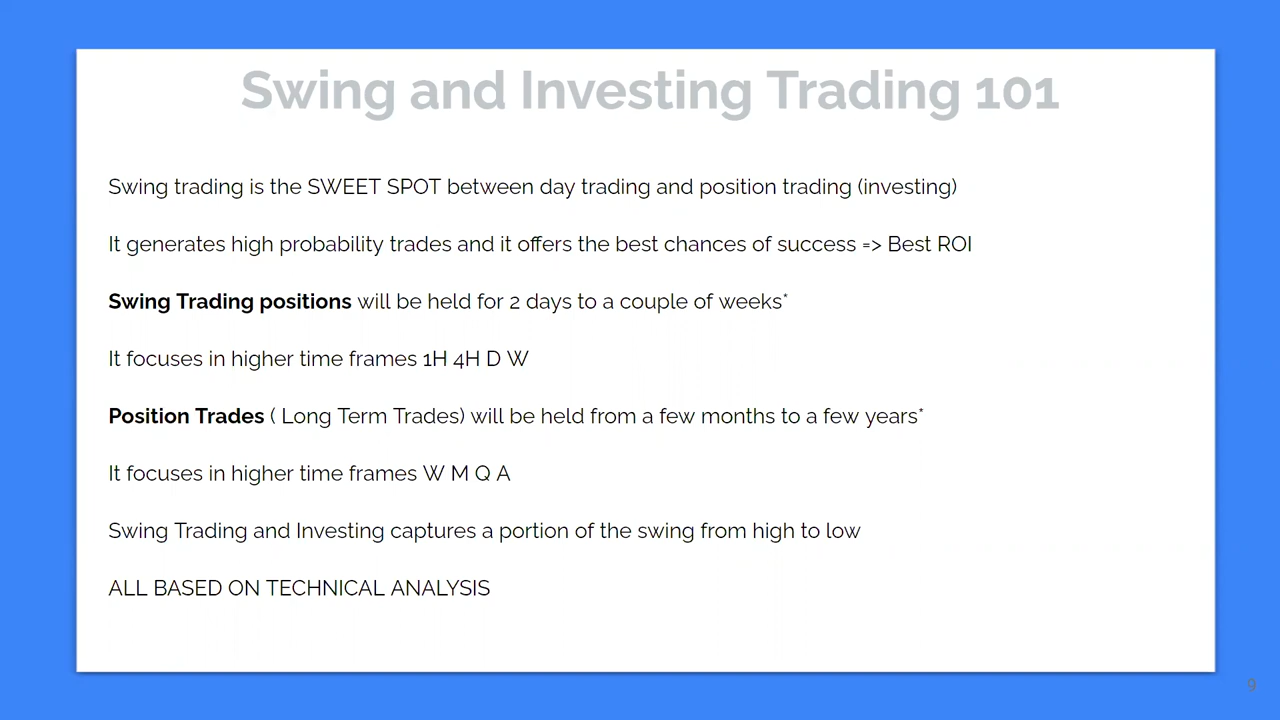 Swing and Investing Trading 101
Swing trading is the SWEET SPOT between day trading and position trading (investing)
It generates high probability trades and it offers the best chances of success => Best ROI
Swing Trading positions will be held for 2 days to a couple of weeks*
It focuses in higher time frames 1H 4H D W
Position Trades ( Long Term Trades) will be held from a few months to a few years*
It focuses in higher time frames W M Q A
Swing Trading and Investing captures a portion of the swing from high to low
ALL BASED ON TECHNICAL ANALYSIS
9